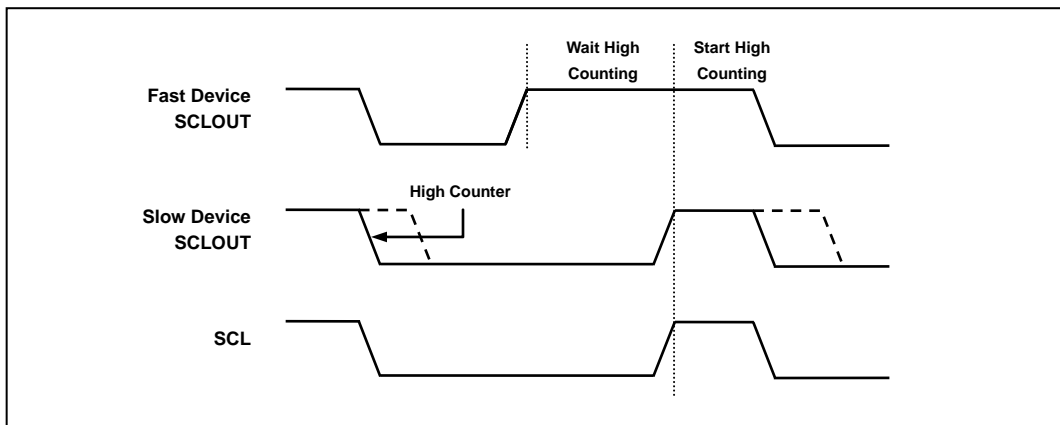 Wait High
Counting
Start High
Counting
Fast Device
SCLOUT
High Counter
Slow Device
SCLOUT
SCL